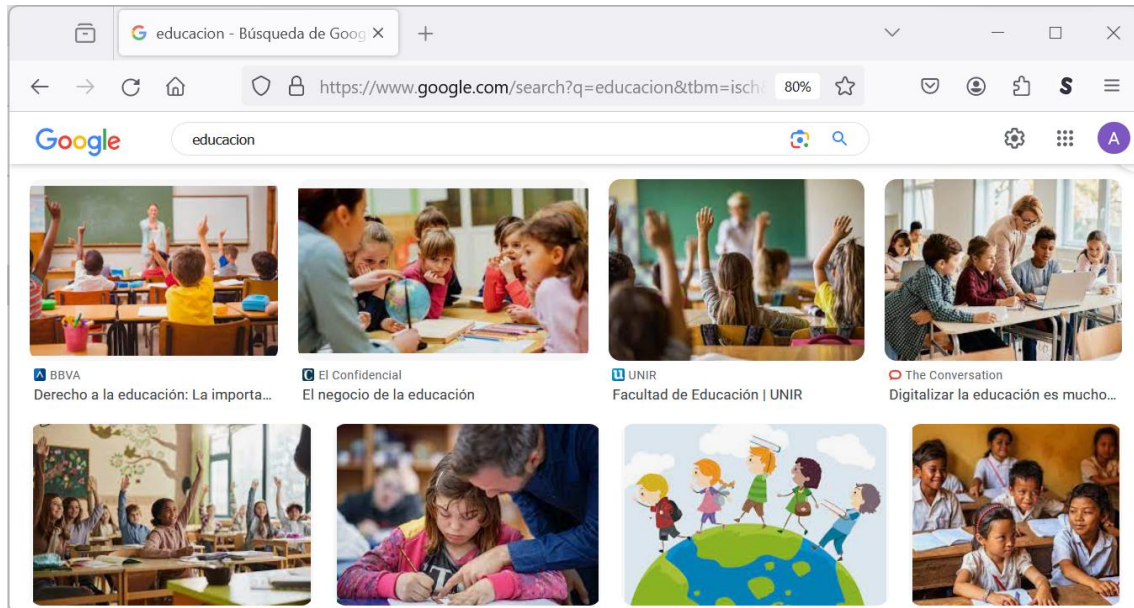 educacion - Búsqueda de Goog
https://www.google.com/search?q=educacion&tbm=isch& 80%
Google educacion A
BBVA
Derecho a la educación: La importa...
El Confidencial
El negocio de la educación
UNIR
Facultad de Educación | UNIR
The Conversation
Digitalizar la educación es mucho...